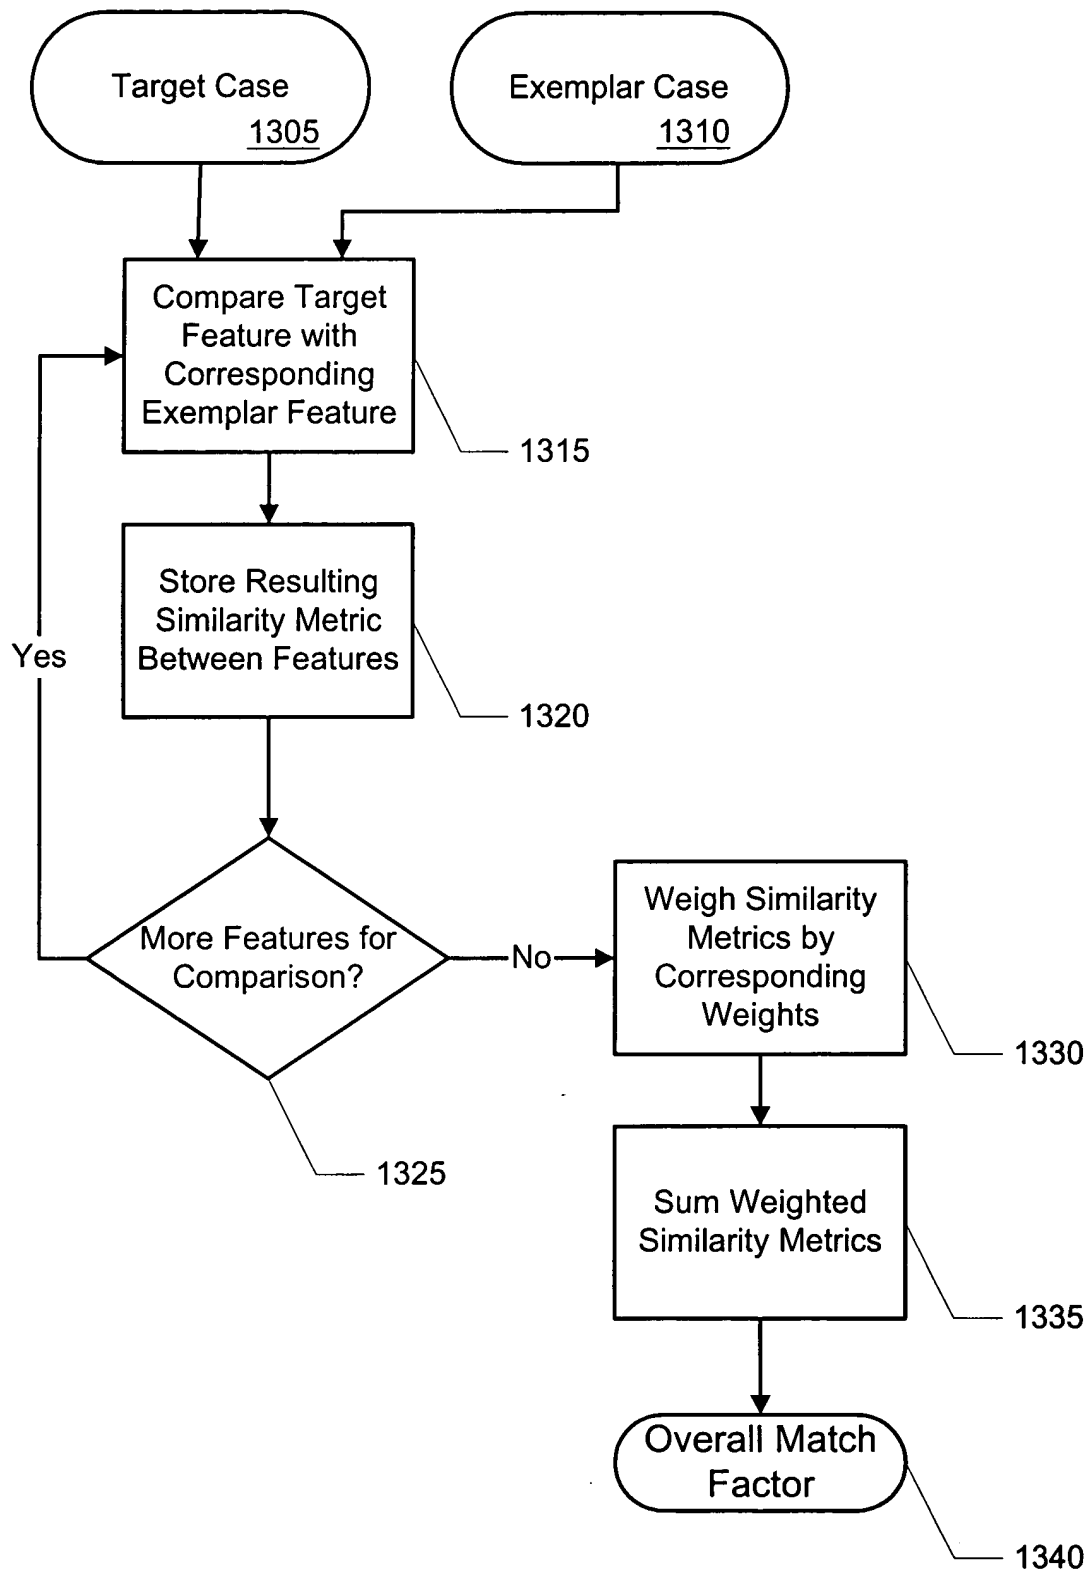 Target Case
1305
Exemplar Case
1310
Compare Target
Feature with
Corresponding
Exemplar Feature
1315
Store Resulting
Similarity Metric
Between Features
1320
Yes
More Features for
Comparison?
1325
No
Weigh Similarity
Metrics by
Corresponding
Weights
1330
Sum Weighted
Similarity Metrics
1335
Overall Match
Factor
1340